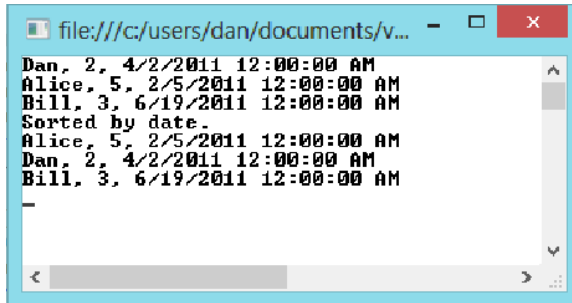 file:///c:/users/dan/documents/v...
Dan, 2, 4/2/2011 12:00:00 AM
Alice, 5, 2/5/2011 12:00:00 AM
Bill, 3, 6/19/2011 12:00:00 AM
Sorted by date.
Alice, 5, 2/5/2011 12:00:00 AM
Dan, 2, 4/2/2011 12:00:00 AM
Bill, 3, 6/19/2011 12:00:00 AM